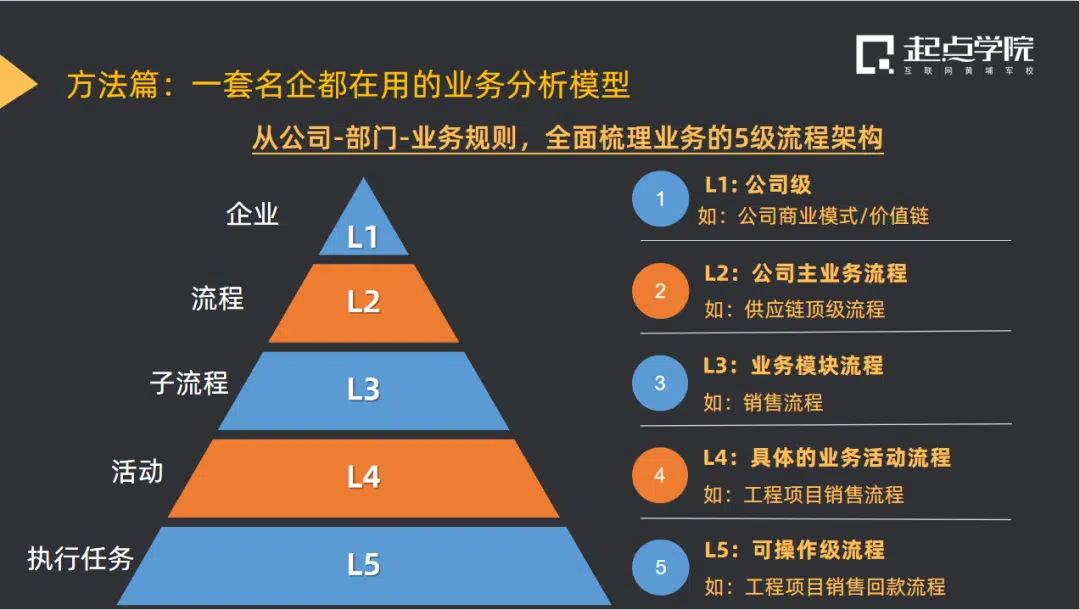 起点学院
互联网黄埔军校
方法篇：一套名企都在用的业务分析模型
从公司-部门-业务规则，全面梳理业务的5级流程架构
企业
L1
流程
L2
子流程
L3
活动
L4
执行任务
L5
1
L1: 公司级
如：公司商业模式/价值链
2
L2：公司主业务流程
如：供应链顶级流程
3
L3：业务模块流程
如：销售流程
4
L4：具体的业务活动流程
如：工程项目销售流程
5
L5：可操作级流程
如：工程项目销售回款流程